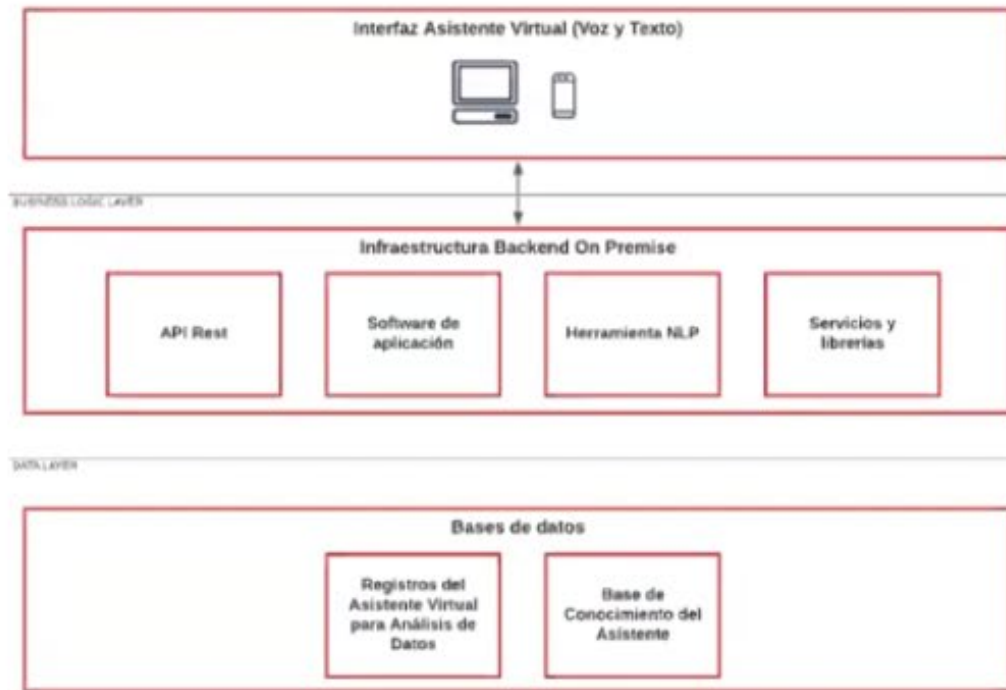 Interfaz Asistente Virtual (Voz y Texto)
BUSINESS LOGIC LAYER
Infraestructura Backend On Premise
API Rest
Software de
aplicación
Herramienta NLP
Servicios y
librerías
DATA LAYER
Bases de datos
Registros del
Asistente Virtual
para Análisis de
Datos
Base de
Conocimiento del
Asistente